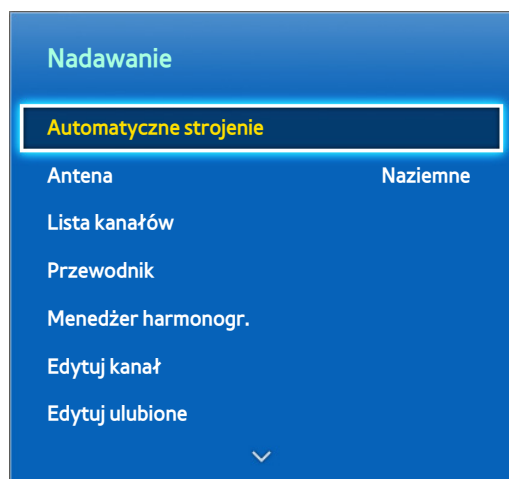 Nadawanie
Automatyczne strojenie
Antena Naziemne
Lista kanałów
Przewodnik
Menedżer harmonogr.
Edytuj kanał
Edytuj ulubione